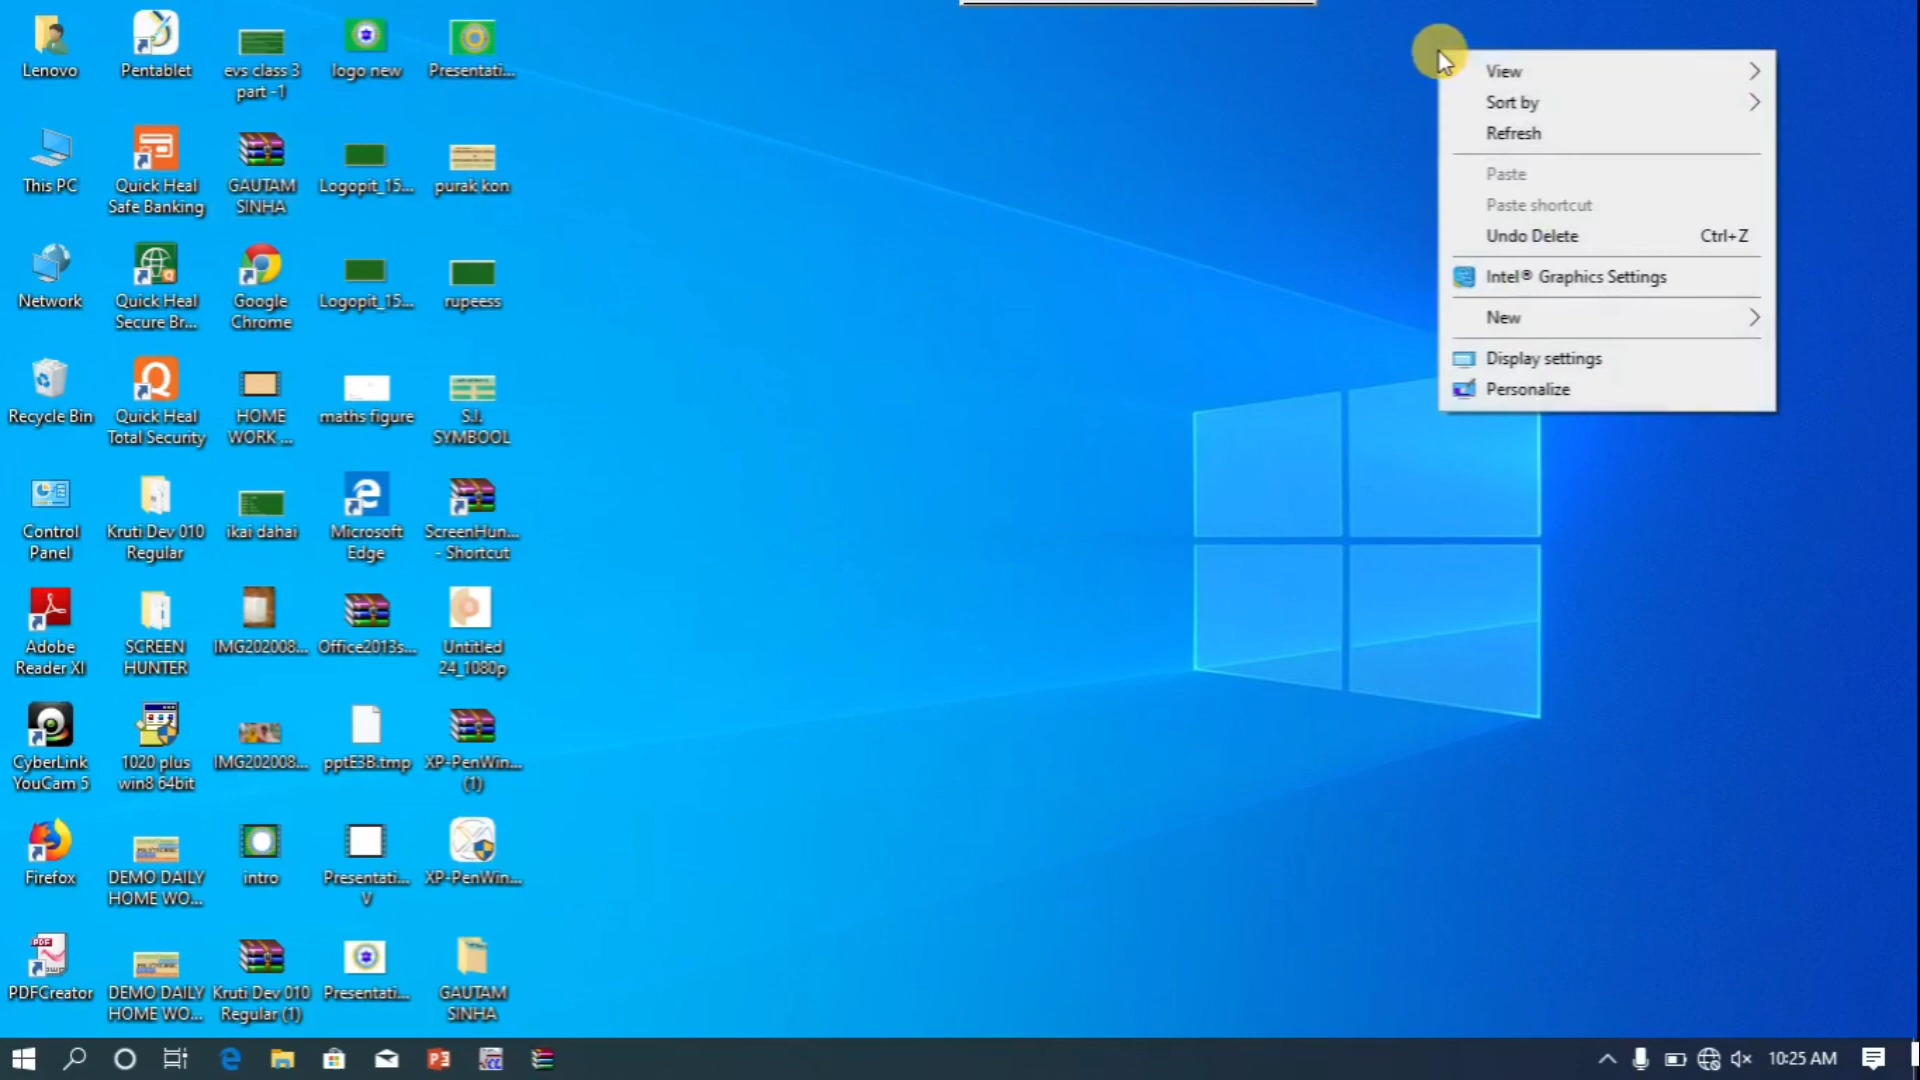 Lenovo
Pentablet
evs class 3
part -1
logo new
Presentati...
This PC
Quick Heal
Safe Banking
GAUTAM
SINHA
Logopit_15...
purak kon
Network
Quick Heal
Secure Br...
Google
Chrome
Logopit_15...
rupeess
Recycle Bin
Quick Heal
Total Security
HOME
WORK ...
maths figure
S.I.
SYMBOOL
Control
Panel
Kruti Dev 010
Regular
ikai dahai
Microsoft
Edge
ScreenHun...
- Shortcut
Adobe
Reader XI
SCREEN
HUNTER
IMG202008...
Office2013s...
Untitled
24_1080p
CyberLink
YouCam 5
1020 plus
win8 64bit
IMG202008...
pptE3B.tmp
XP-PenWin...
(1)
Firefox
DEMO DAILY
HOME WO...
intro
Presentati...
V
XP-PenWin...
PDFCreator
DEMO DAILY
HOME WO...
Kruti Dev 010
Regular (1)
Presentati...
GAUTAM
SINHA
View
Sort by
Refresh
Paste
Paste shortcut
Undo Delete Ctrl+Z
Intel® Graphics Settings
New
Display settings
Personalize
10:25 AM